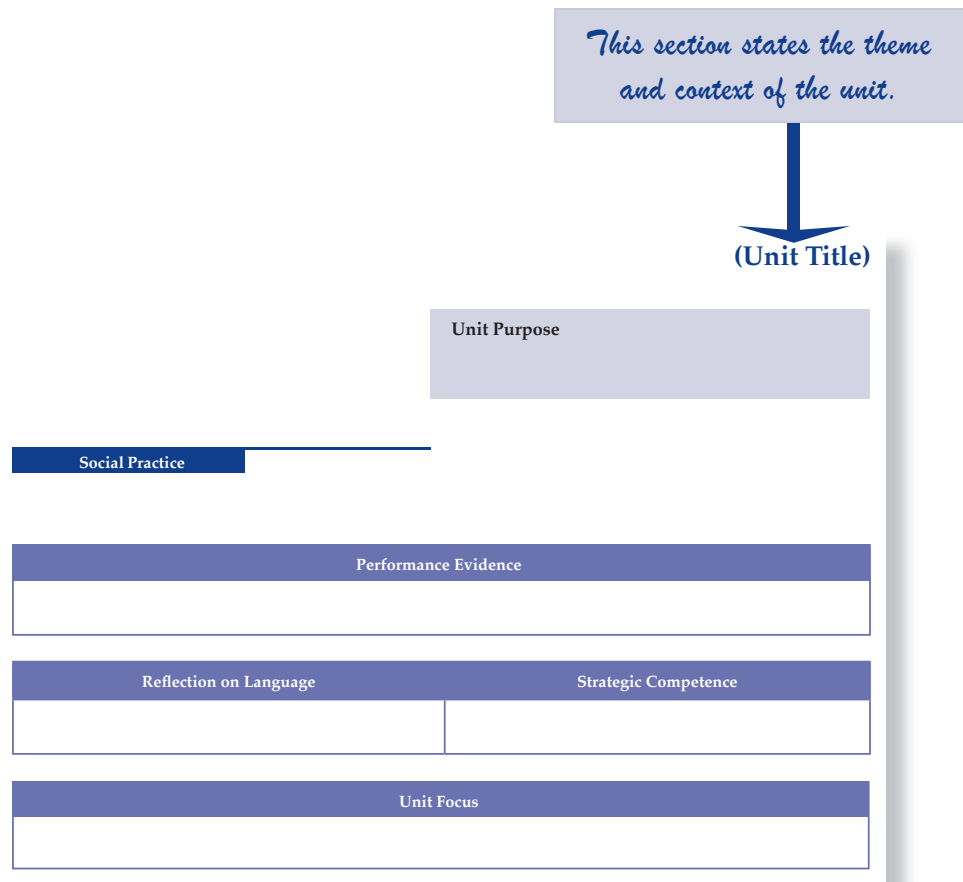 This section states the theme
and context of the unit.
(Unit Title)
Unit Purpose
Social Practice
Performance Evidence
Reflection on Language
Strategic Competence
Unit Focus